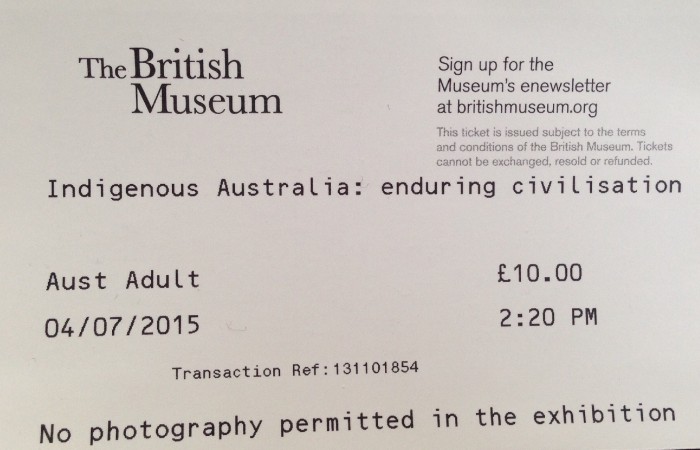 The British
Museum
Sign up for the
Museum's enewsletter
at britishmuseum.org
This ticket is issued subject to the terms
and conditions of the British Museum. Tickets
cannot be exchanged, resold or refunded.
Indigenous Australia: enduring civilisation
Aust Adult £10.00
04/07/2015 2:20 PM
Transaction Ref:131101854
No photography permitted in the exhibition